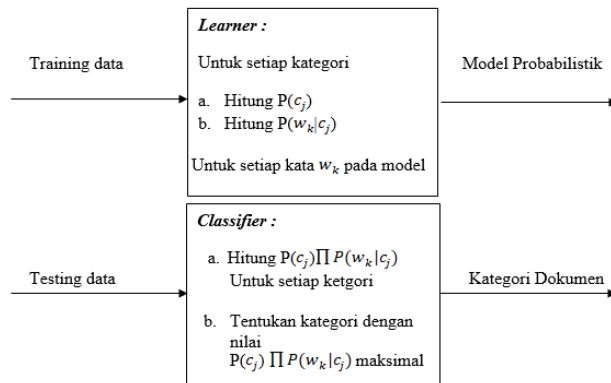 Learner :
Training data
Untuk setiap kategori
Model Probabilistik
a. Hitung P(c_j)
b. Hitung P(w_k|c_j)
Untuk setiap kata w_k pada model
Classifier :
a. Hitung P(c_j)∏ P(w_k|c_j)
Untuk setiap ketgori
Testing data
Kategori Dokumen
b. Tentukan kategori dengan
nilai
P(c_j) ∏ P(w_k|c_j) maksimal